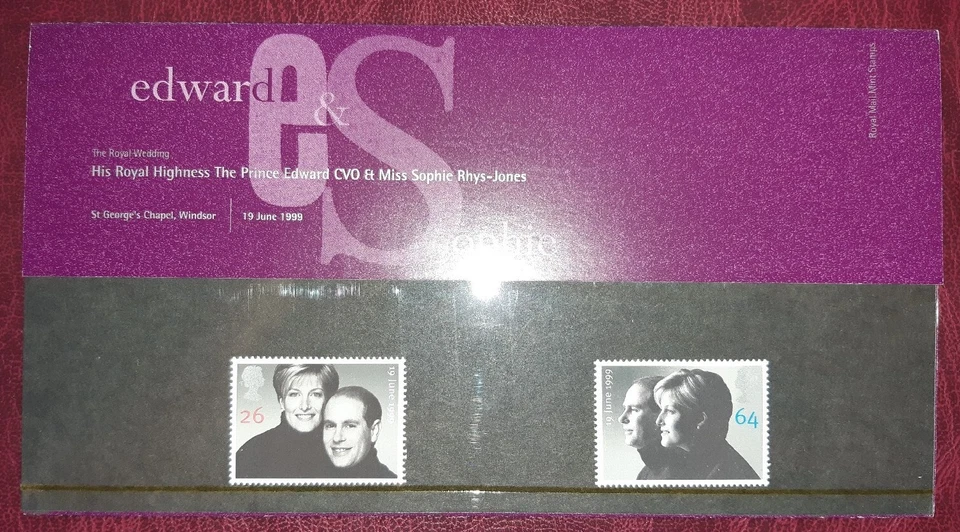 edward
eS
&
sophie
The Royal Wedding
His Royal Highness The Prince Edward CVO & Miss Sophie Rhys-Jones
St George's Chapel, Windsor
19 June 1999
Royal Mail Mint Stamps
26
19 June 1999
19 June 1999
64